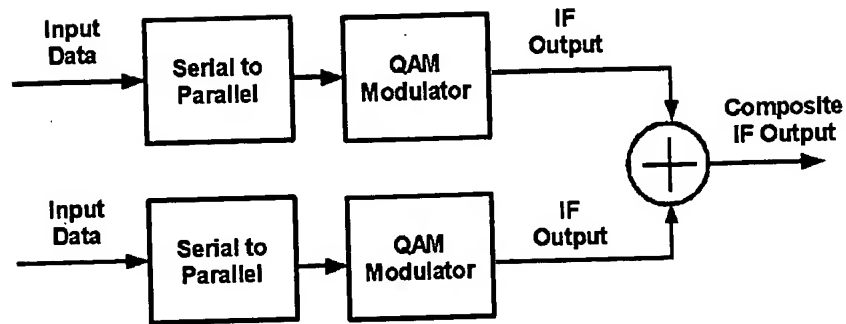 Input
Data
Serial to
Parallel
QAM
Modulator
IF
Output
Composite
IF Output
Input
Data
Serial to
Parallel
QAM
Modulator
IF
Output